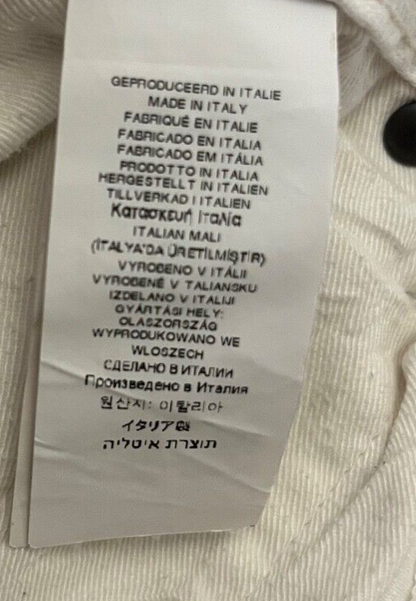 GEPRODUCEERD IN ITALIE
MADE IN ITALY
FABRIQUÉ EN ITALIE
FABRICADO EN ITALIA
FABRICADO EM ITÁLIA
PRODOTTO IN ITALIA
HERGESTELLT IN ITALIEN
TILLVERKAD I ITALIEN
Κατασκευή Ιταλία
ITALIAN MALI
(İTALYA'DA ÜRETİLMİŞTİR)
VYROBENO V ITÁLII
VYROBENÉ V TALIANSKU
IZDELANO V ITALIJI
GYÁRTÁSI HELY:
OLASZORSZÁG
WYPRODUKOWANO WE
WLOSZECH
СДЕЛАНО В ИТАЛИИ
Произведено в Италия
원산지: 이탈리아
イタリア製
תוצרת איטליה